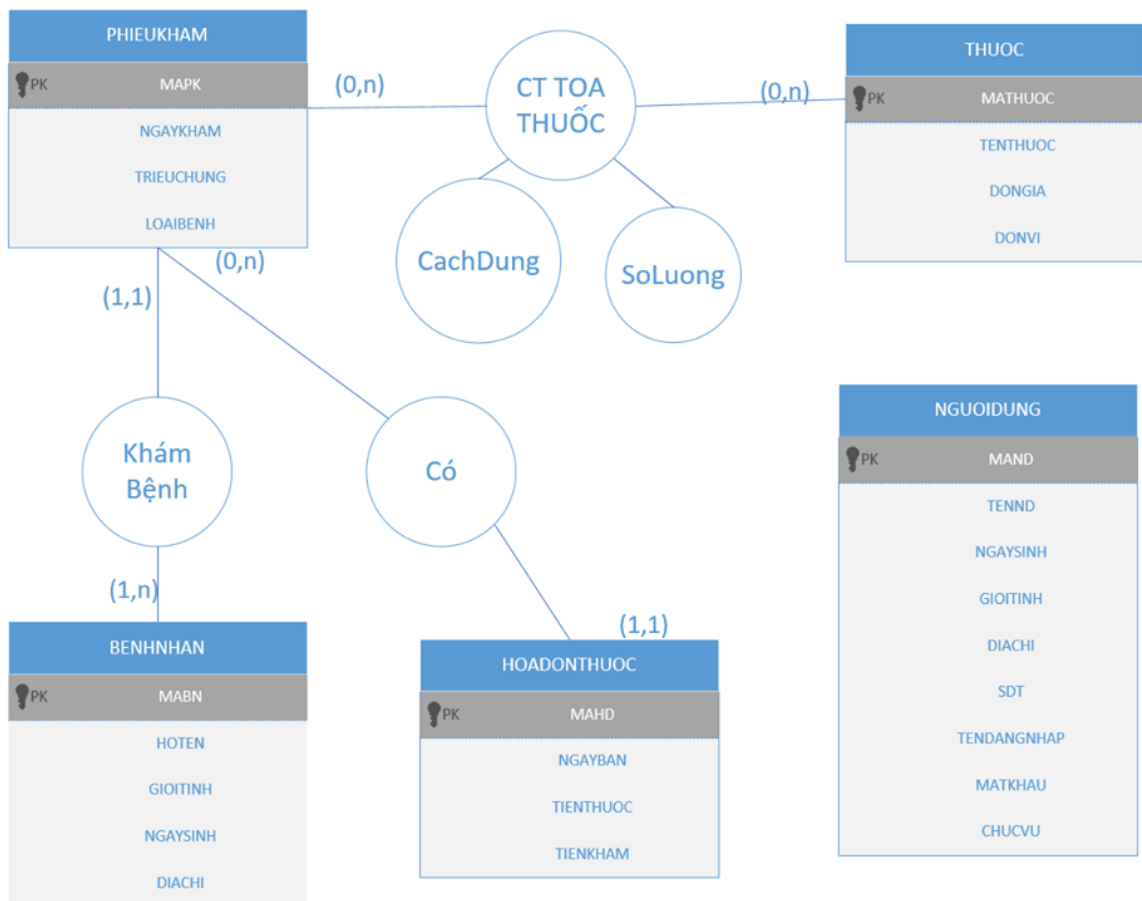 PHIEUKHAM
PK MAPK
NGAYKHAM
TRIEUCHUNG
LOAIBENH
(0,n)
CT TOA
THUỐC
(0,n)
THUOC
PK MATHUOC
TENTHUOC
DONGIA
DONVI
CachDung
SoLuong
(0,n)
(1,1)
Khám
Bệnh
Có
(1,n)
(1,1)
BENHNHAN
PK MABN
HOTEN
GIOITINH
NGAYSINH
DIACHI
HOADONTHUOC
PK MAHD
NGAYBAN
TIENTHUOC
TIENKHAM
NGUOIDUNG
PK MAND
TENND
NGAYSINH
GIOITINH
DIACHI
SDT
TENDANGNHAP
MATKHAU
CHUCVU